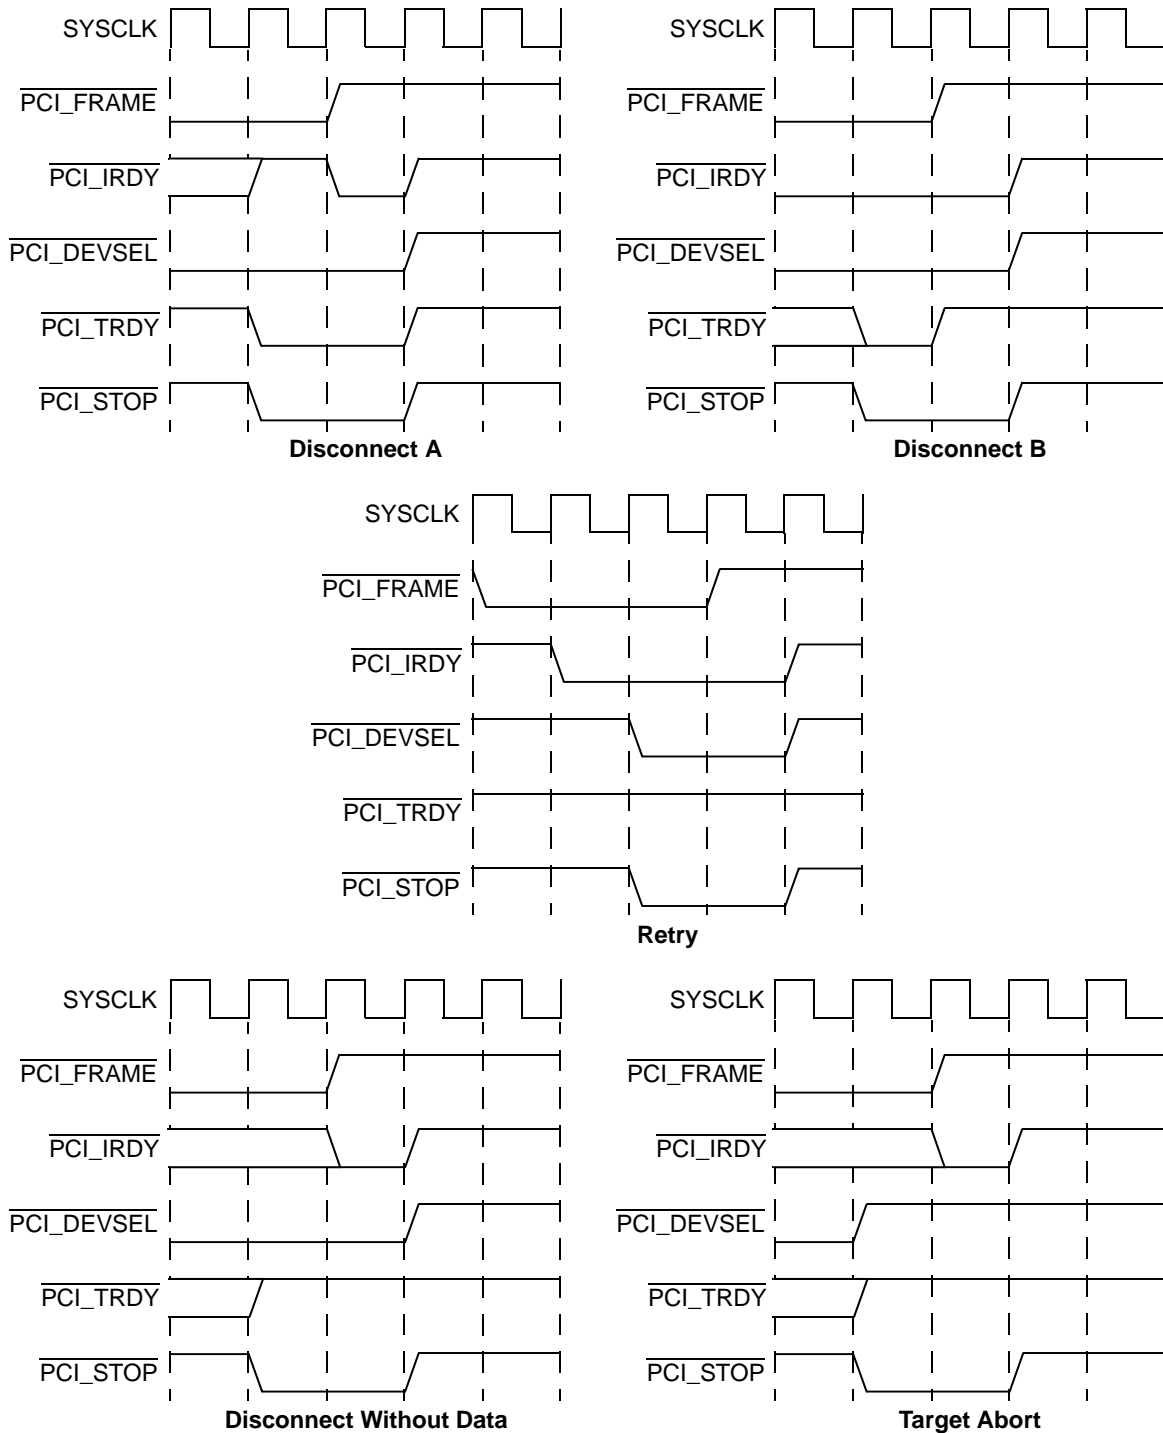 SYSCLK
PCI_FRAME
PCI_IRDY
PCI_DEVSEL
PCI_TRDY
PCI_STOP
Disconnect A
SYSCLK
PCI_FRAME
PCI_IRDY
PCI_DEVSEL
PCI_TRDY
PCI_STOP
Disconnect B
SYSCLK
PCI_FRAME
PCI_IRDY
PCI_DEVSEL
PCI_TRDY
PCI_STOP
Retry
SYSCLK
PCI_FRAME
PCI_IRDY
PCI_DEVSEL
PCI_TRDY
PCI_STOP
Disconnect Without Data
SYSCLK
PCI_FRAME
PCI_IRDY
PCI_DEVSEL
PCI_TRDY
PCI_STOP
Target Abort